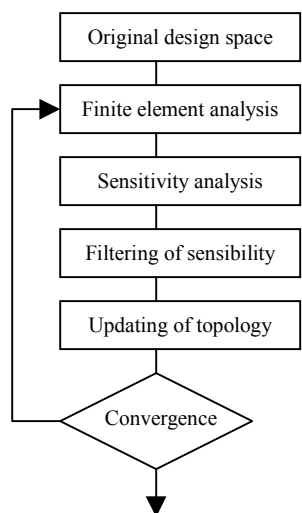 Original design space
Finite element analysis
Sensitivity analysis
Filtering of sensibility
Updating of topology
Convergence